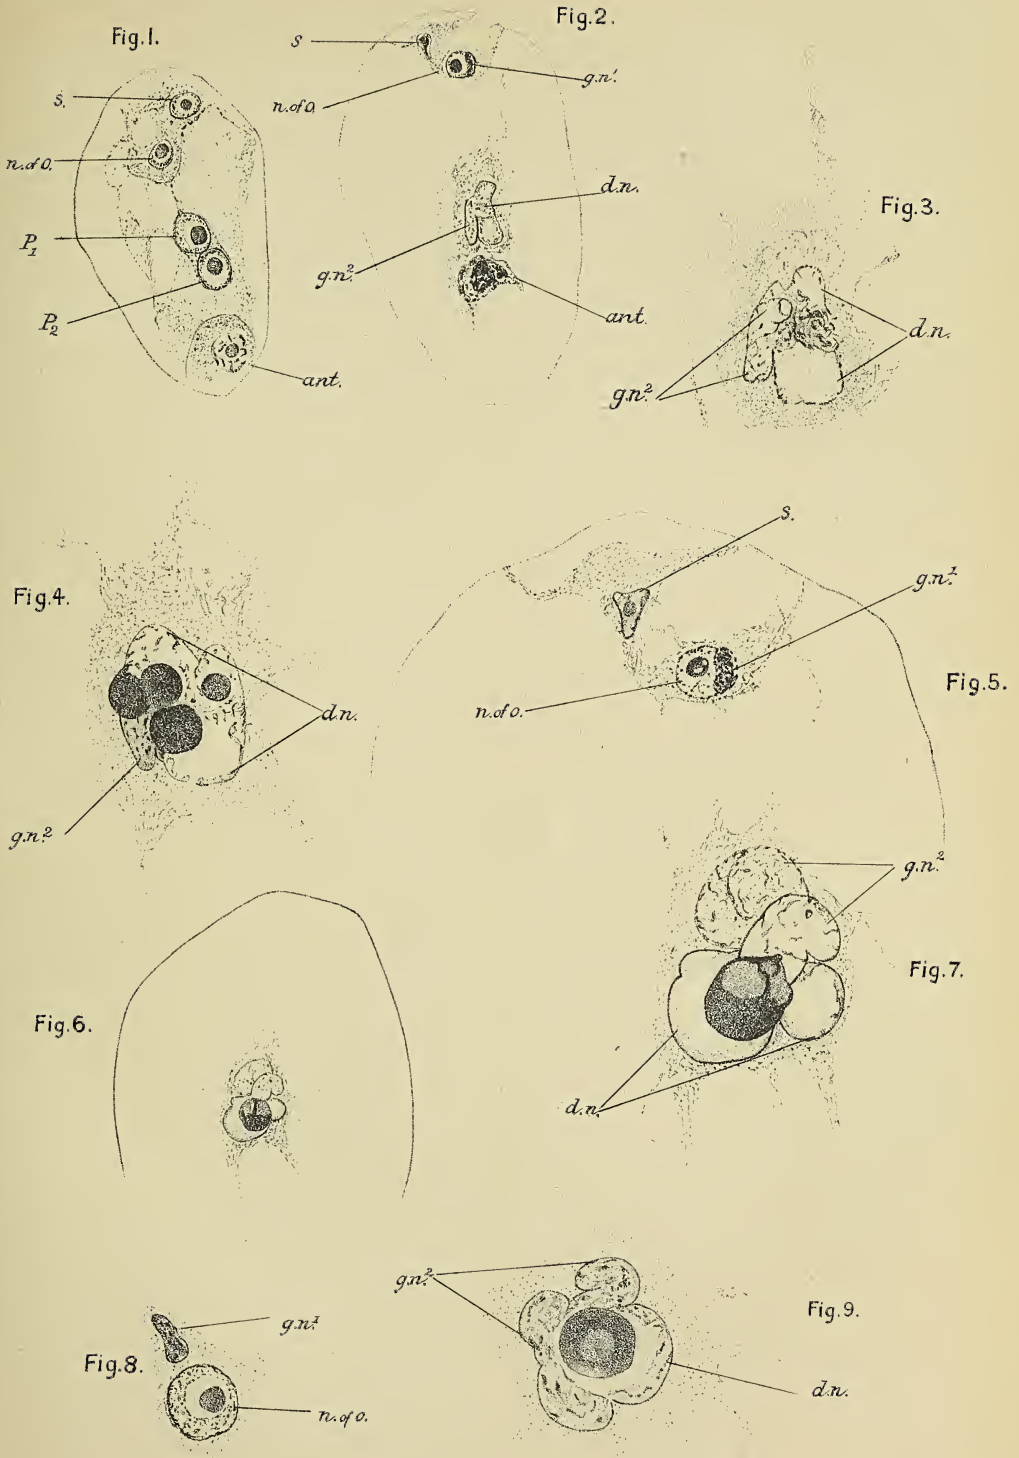 Fig.1.
s.
n.of o.
P1
P2
ant.
Fig.2.
s
n.of o.
g.n.1
d.n.
g.n.2
ant.
Fig.3.
d.n.
g.n.2
Fig.4.
d.n.
g.n.2
s.
g.n.1
Fig.5.
n.of o.
Fig.6.
g.n.2
Fig.7.
d.n.
g.n.1
Fig.8.
n.of o.
g.n.2
Fig.9.
d.n.